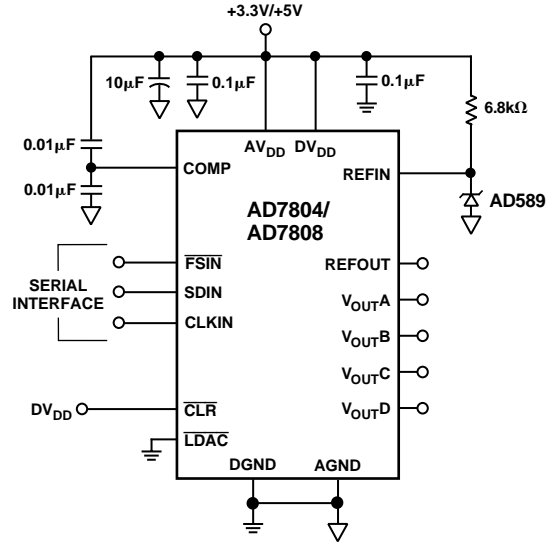 +3.3V/+5V
10μF
0.1μF
0.1μF
6.8kΩ
0.01μF
0.01μF
AVDD DVDD
COMP
REFIN
AD7804/
AD7808
AD589
FSIN
REFOUT
SERIAL
INTERFACE
SDIN
VOUTA
CLKIN
VOUTB
VOUTC
DVDD
CLR
VOUTD
LDAC
DGND
AGND